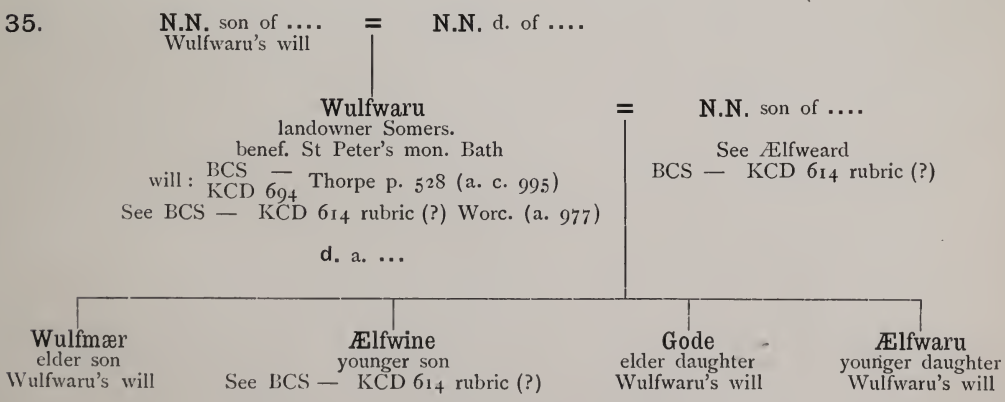 35.
N.N. son of .... = N.N. d. of ....
Wulfwaru's will
Wulfwaru = N.N. son of ....
landowner Somers.
benef. St Peter's mon. Bath
See Ælfweard
will : BCS — KCD 694 Thorpe p. 528 (a. c. 995)
BCS — KCD 614 rubric (?)
See BCS — KCD 614 rubric (?) Worc. (a. 977)
d. a. ...
Wulfmær Ælfwine Gode Ælfwaru
elder son younger son elder daughter younger daughter
Wulfwaru's will See BCS — KCD 614 rubric (?) Wulfwaru's will Wulfwaru's will